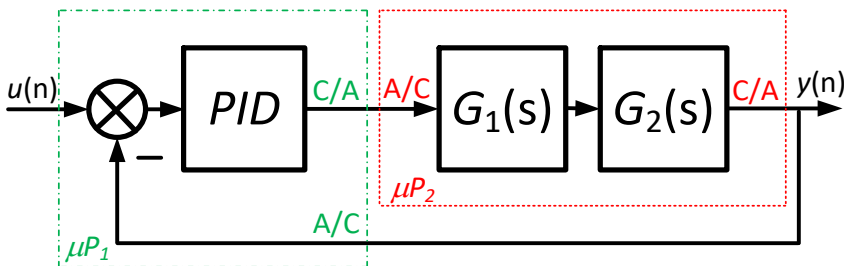 u(n)
PID
C/A
A/C
G₁(s)
G₂(s)
C/A
y(n)
−
μP₂
A/C
μP₁